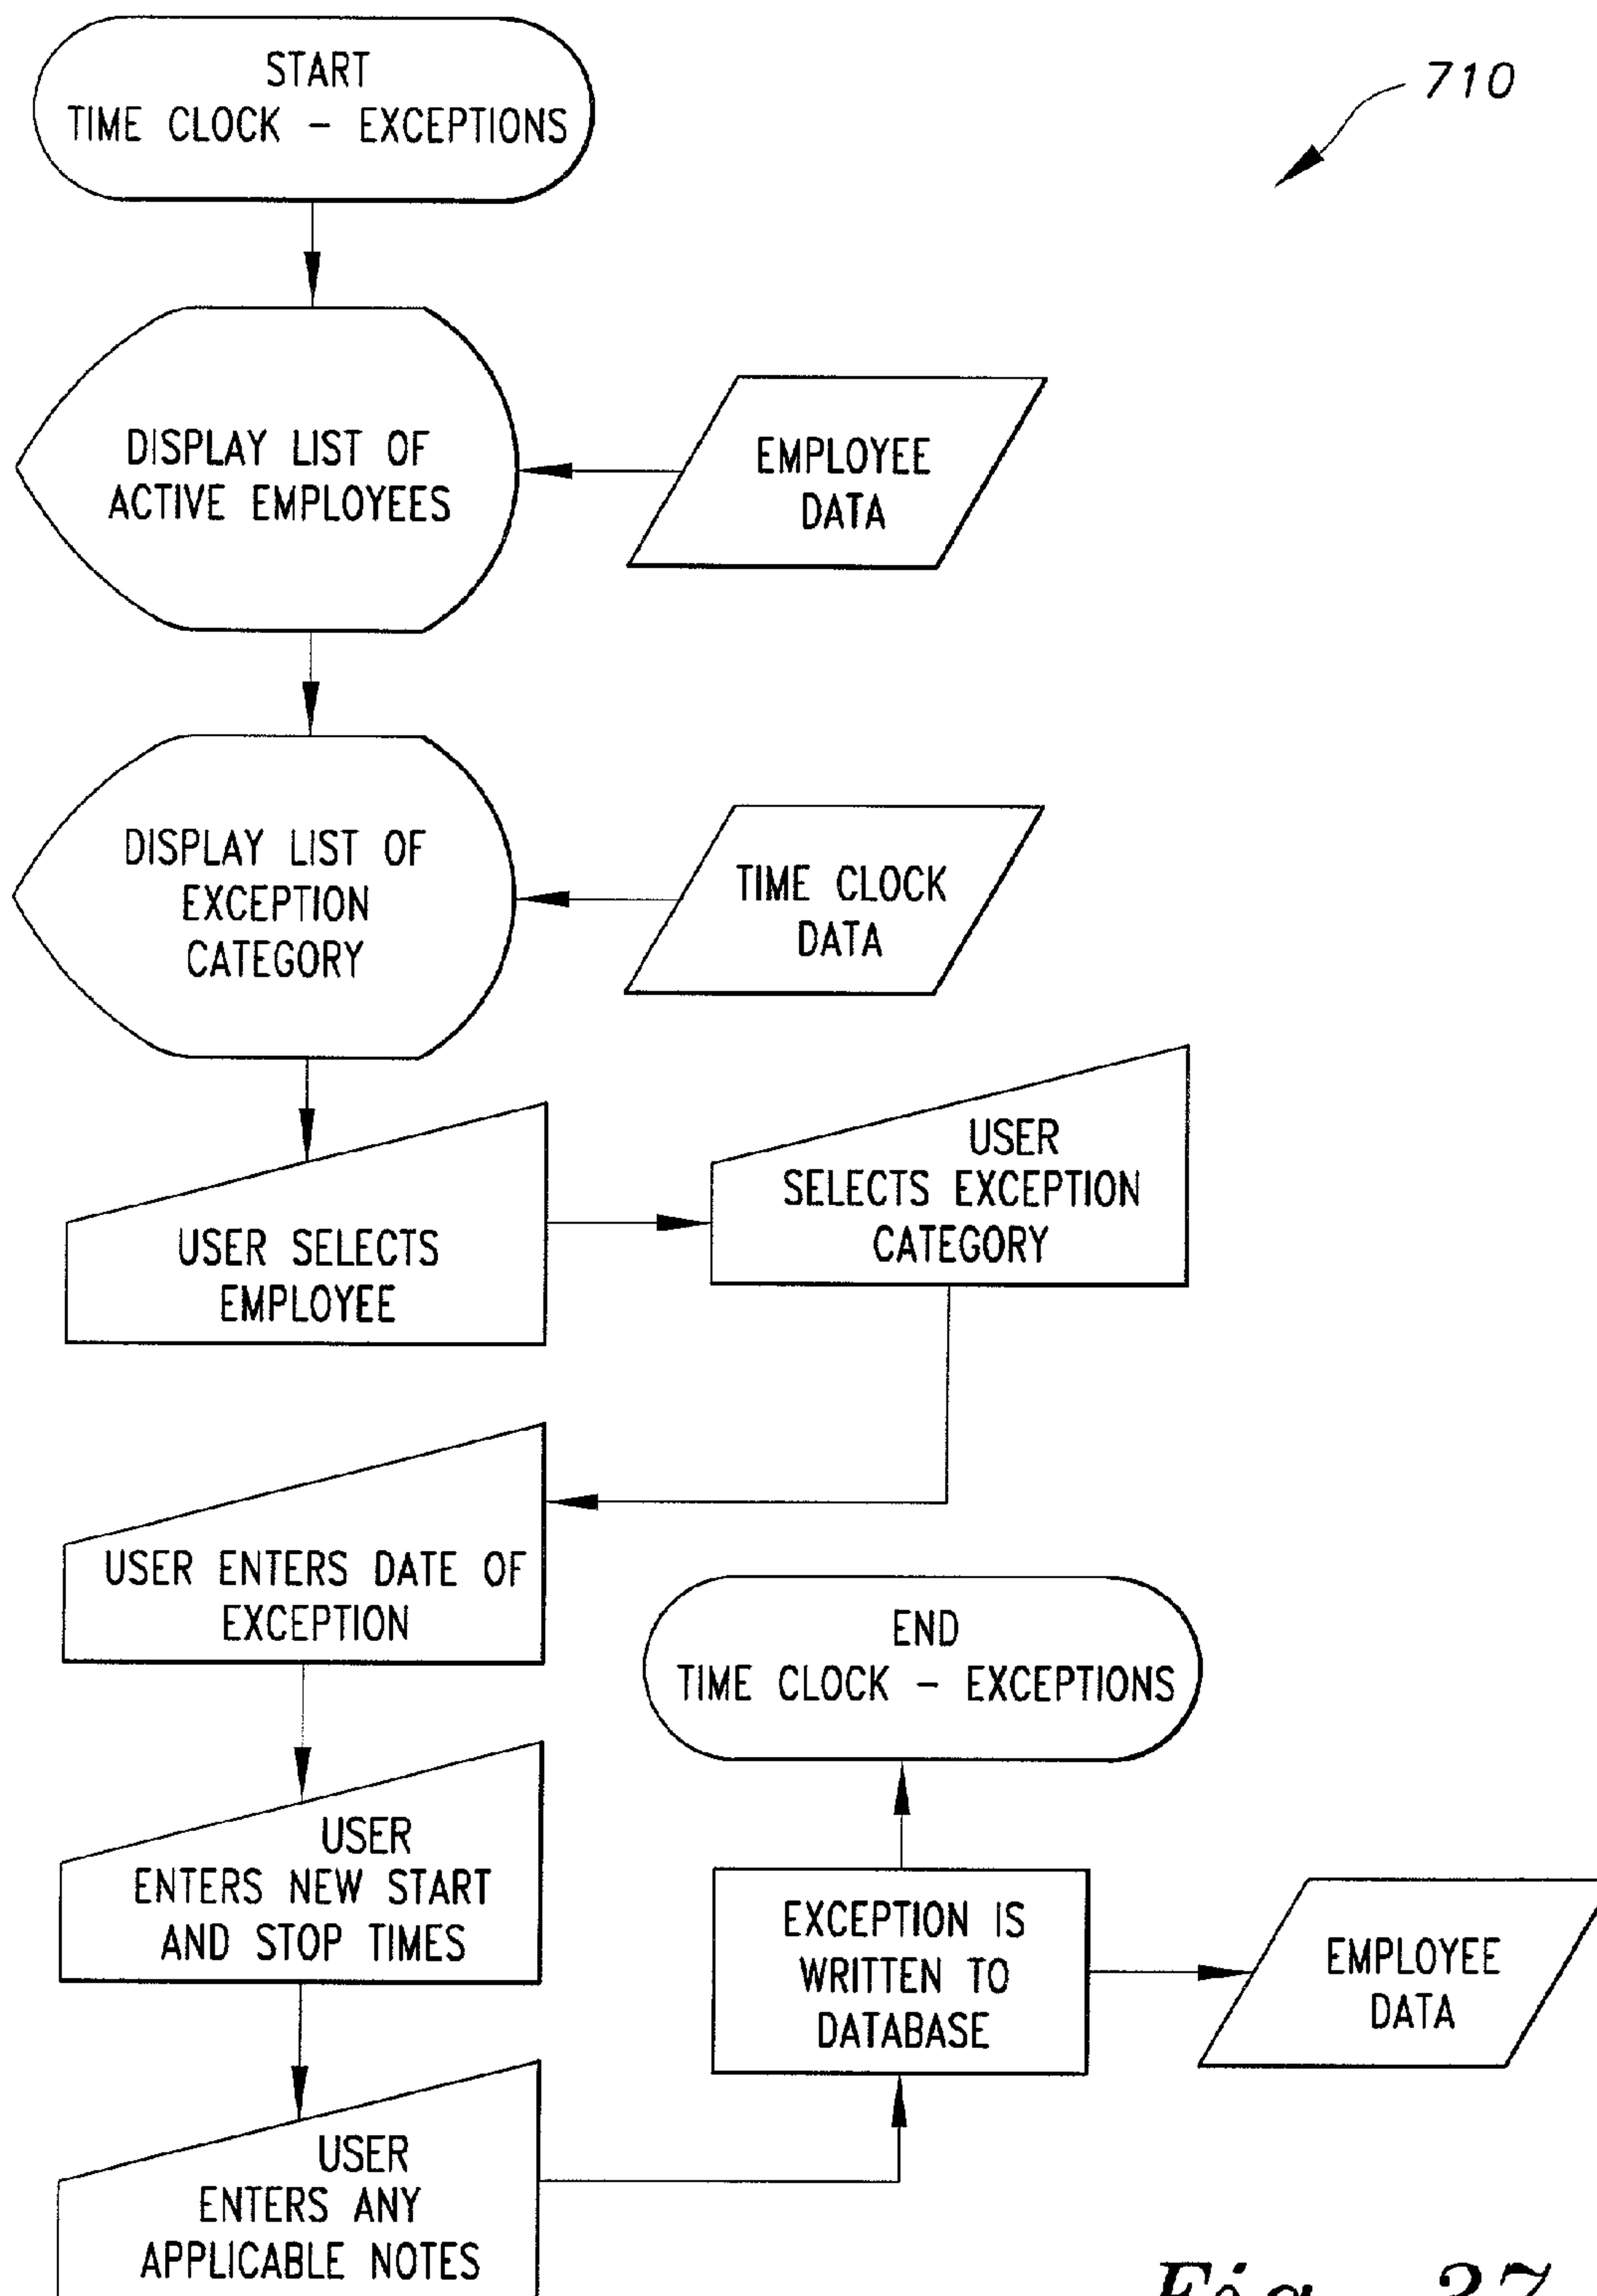 START
TIME CLOCK – EXCEPTIONS
710
DISPLAY LIST OF
ACTIVE EMPLOYEES
EMPLOYEE
DATA
DISPLAY LIST OF
EXCEPTION
CATEGORY
TIME CLOCK
DATA
USER SELECTS
EMPLOYEE
USER
SELECTS EXCEPTION
CATEGORY
USER ENTERS DATE OF
EXCEPTION
USER
ENTERS NEW START
AND STOP TIMES
USER
ENTERS ANY
APPLICABLE NOTES
EXCEPTION IS
WRITTEN TO
DATABASE
EMPLOYEE
DATA
END
TIME CLOCK – EXCEPTIONS
Fig.